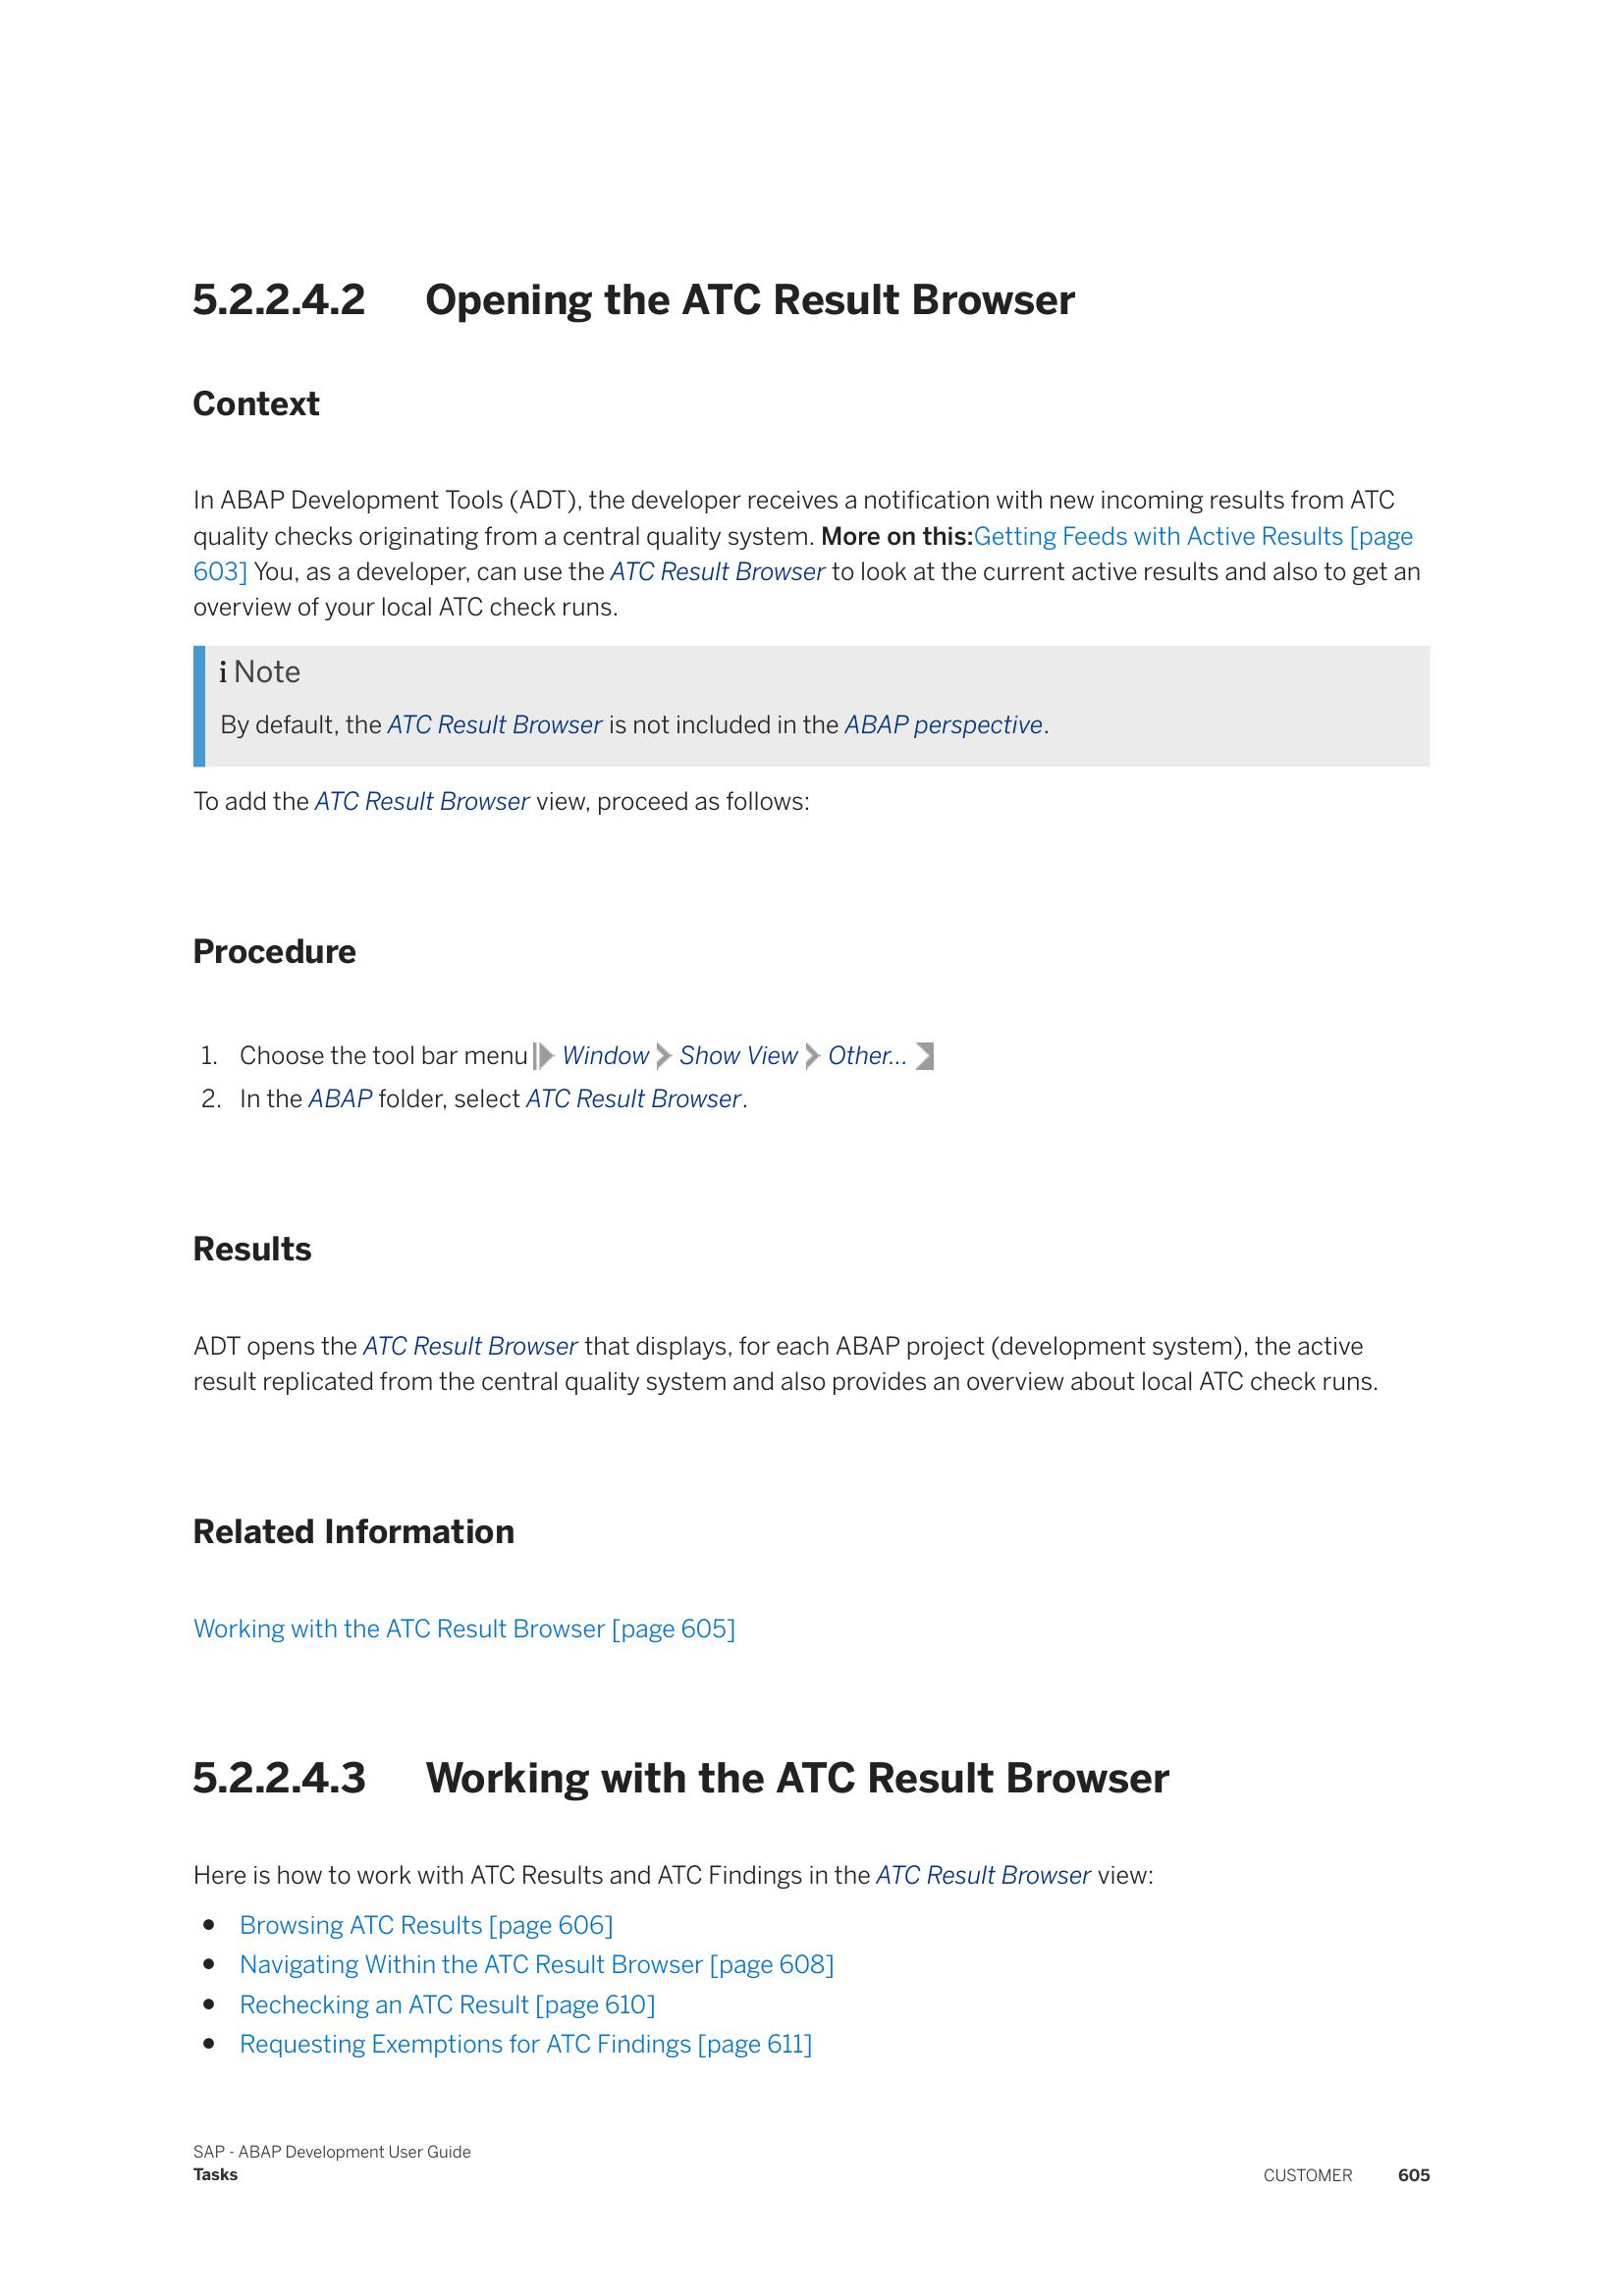 5.2.2.4.2 Opening the ATC Result Browser
Context
In ABAP Development Tools (ADT), the developer receives a notification with new incoming results from ATC
quality checks originating from a central quality system. More on this:Getting Feeds with Active Results [page
603] You, as a developer, can use the ATC Result Browser to look at the current active results and also to get an
overview of your local ATC check runs.
i Note
By default, the ATC Result Browser is not included in the ABAP perspective.
To add the ATC Result Browser view, proceed as follows:
Procedure
1. Choose the tool bar menu Window Show View Other...
2. In the ABAP folder, select ATC Result Browser.
Results
ADT opens the ATC Result Browser that displays, for each ABAP project (development system), the active
result replicated from the central quality system and also provides an overview about local ATC check runs.
Related Information
Working with the ATC Result Browser [page 605]
5.2.2.4.3 Working with the ATC Result Browser
Here is how to work with ATC Results and ATC Findings in the ATC Result Browser view:
● Browsing ATC Results [page 606]
● Navigating Within the ATC Result Browser [page 608]
● Rechecking an ATC Result [page 610]
● Requesting Exemptions for ATC Findings [page 611]
SAP - ABAP Development User Guide
Tasks
CUSTOMER 605